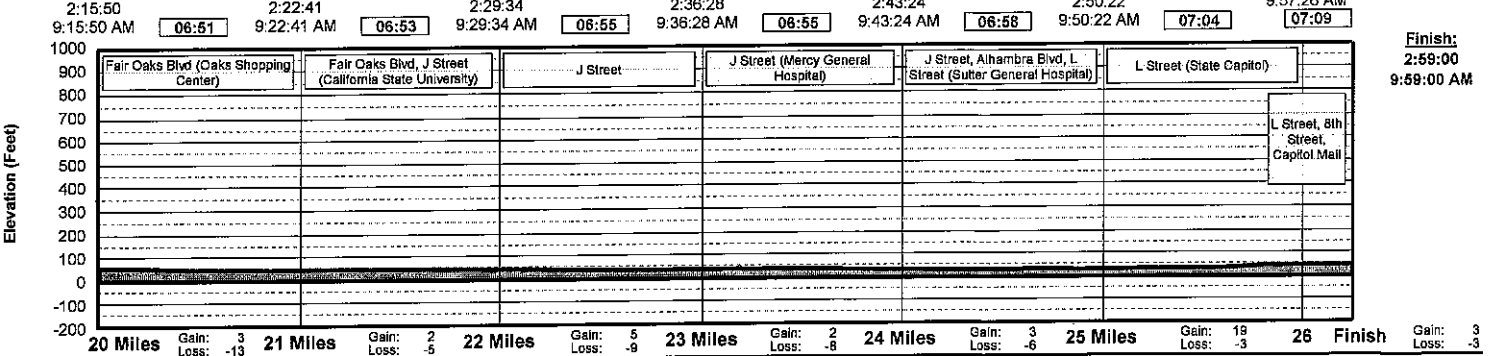 2:15:50 2:22:41 2:29:34 2:36:28 2:43:24 2:50:22 9:57:26 AM
9:15:50 AM 06:51 9:22:41 AM 06:53 9:29:34 AM 06:55 9:36:28 AM 06:55 9:43:24 AM 06:58 9:50:22 AM 07:04 07:09
Finish:
2:59:00
9:59:00 AM
Elevation (Feet)
1000
900
800
700
600
500
400
300
200
100
0
-100
-200
Fair Oaks Blvd (Oaks Shopping
Center)
Fair Oaks Blvd, J Street
(California State University)
J Street
J Street (Mercy General
Hospital)
J Street, Alhambra Blvd, L
Street (Sutter General Hospital)
L Street (State Capitol)
L Street, 8th
Street,
Capitol Mall
20 Miles Gain: 3 21 Miles Gain: 2 22 Miles Gain: 5 23 Miles Gain: 2 24 Miles Gain: 3 25 Miles Gain: 19 26 Finish Gain: 3
Loss: -13 Loss: -5 Loss: -9 Loss: -8 Loss: -6 Loss: -3 Loss: -3